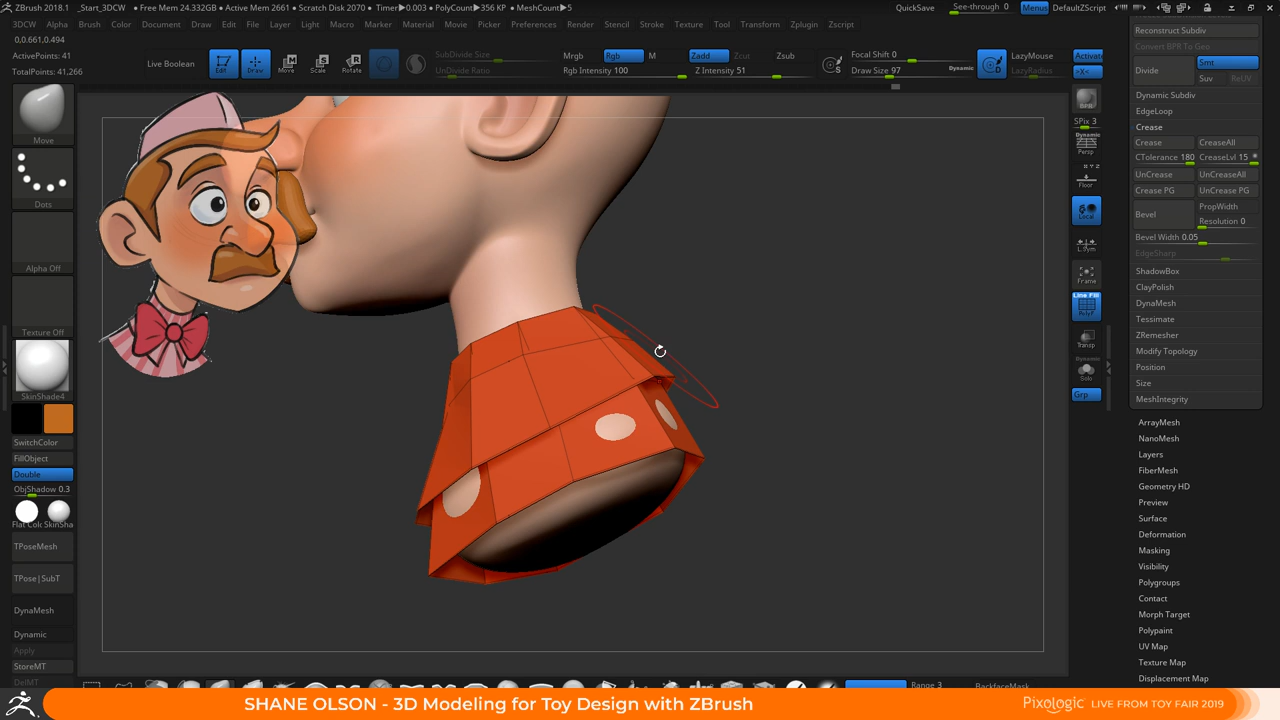 ZBrush 2018.1 _Start_3DCW • Free Mem 24.332GB • Active Mem 2661 • Scratch Disk 2070 • Timer▶0.003 • PolyCount▶356 KP • MeshCount▶5 QuickSave See-through 0 Menus DefaultZScript
3DCW Alpha Brush Color Document Draw Edit File Layer Light Macro Marker Material Movie Picker Preferences Render Stencil Stroke Texture Tool Transform Zplugin Zscript
0,0.661,0.494
ActivePoints: 41
TotalPoints: 41,266
Live Boolean
Edit
Draw
Move
Scale
Rotate
SubDivide Size
UnDivide Ratio
Mrgb Rgb M
Rgb Intensity 100
Zadd Zcut Zsub
Z Intensity 51
Focal Shift 0
Draw Size 97 Dynamic
LazyMouse
LazyRadius
Activate
>X<
Move
Dots
Alpha Off
Texture Off
SkinShade4
SwitchColor
FillObject
Double
ObjShadow 0.3
Flat Colc SkinSha
TPoseMesh
TPose|SubT
DynaMesh
Dynamic
Apply
StoreMT
DelMT
BPR
SPix 3
Dynamic
Persp
Floor
Local
L.Sym
Frame
Line Fill
PolyF
Transp
Dynamic
Solo
Grp
Reconstruct Subdiv
Convert BPR To Geo
Divide
Smt
Suv ReUV
Dynamic Subdiv
EdgeLoop
Crease
Crease CreaseAll
CTolerance 180 CreaseLvl 15
UnCrease UnCreaseAll
Crease PG UnCrease PG
Bevel
PropWidth
Resolution 0
Bevel Width 0.05
EdgeSharp
ShadowBox
ClayPolish
DynaMesh
Tessimate
ZRemesher
Modify Topology
Position
Size
MeshIntegrity
ArrayMesh
NanoMesh
Layers
FiberMesh
Geometry HD
Preview
Surface
Deformation
Masking
Visibility
Polygroups
Contact
Morph Target
Polypaint
UV Map
Texture Map
Displacement Map
Range 3
BackfaceMask
SHANE OLSON - 3D Modeling for Toy Design with ZBrush
Pixologic LIVE FROM TOY FAIR 2019